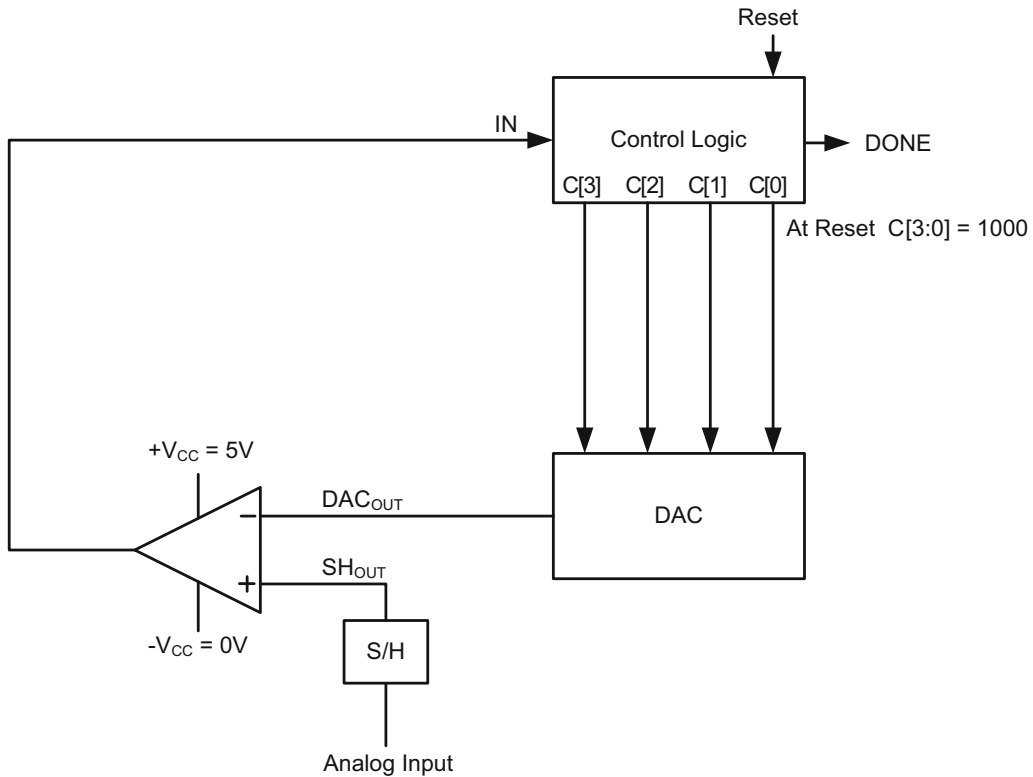 Reset
IN
Control Logic
DONE
C[3] C[2] C[1] C[0]
At Reset C[3:0] = 1000
+VCC = 5V
DACOUT
DAC
−
SHOUT
+
-VCC = 0V
S/H
Analog Input